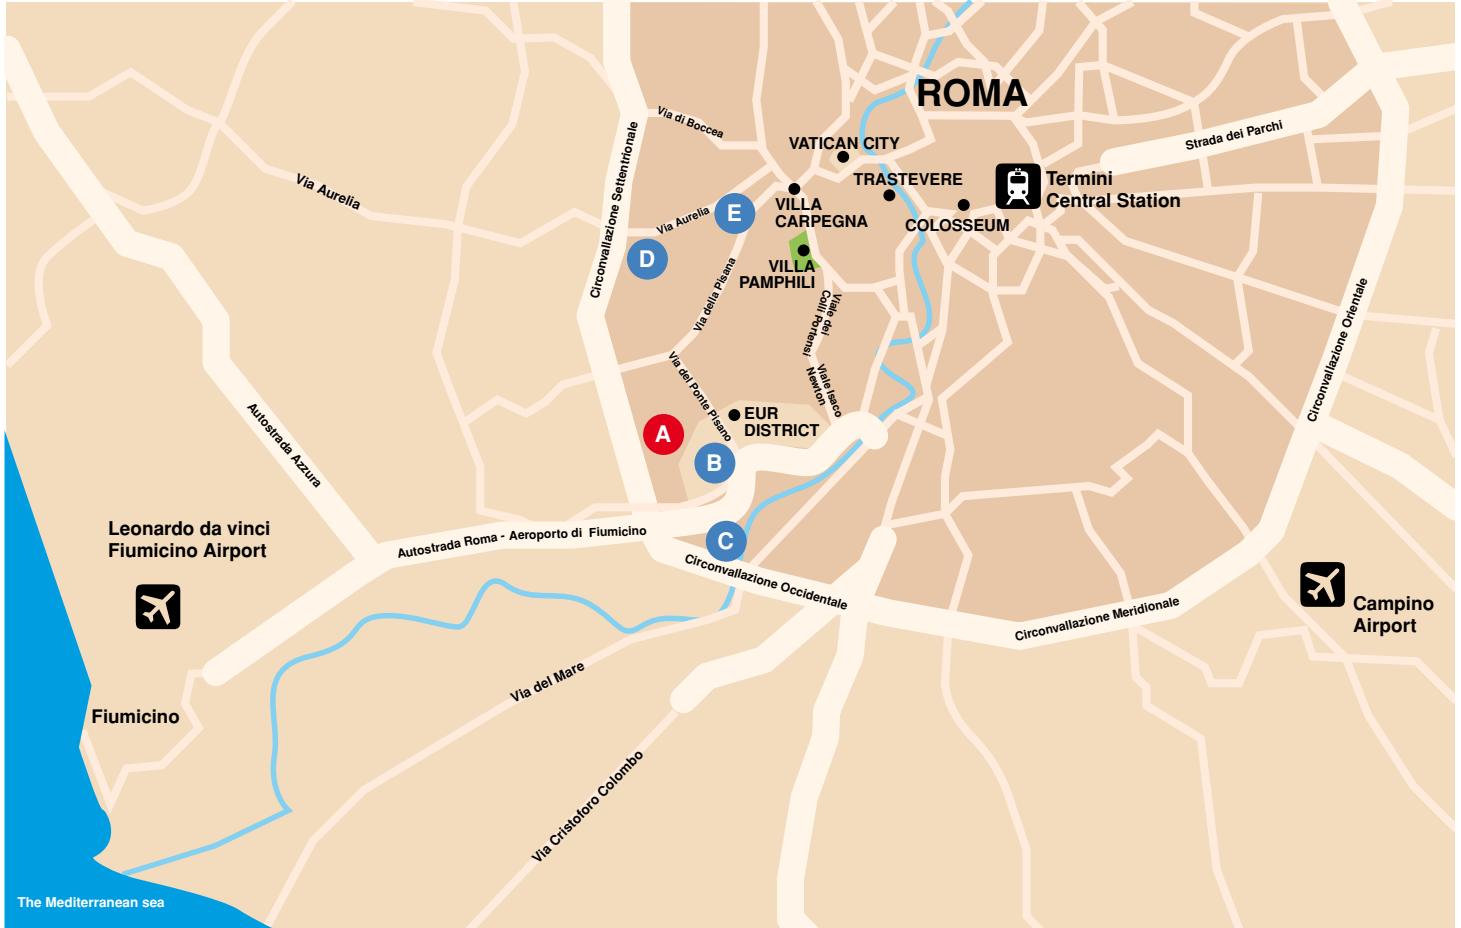 ROMA
Via di Boccea
Strada dei Parchi
VATICAN CITY
TRASTEVERE
Termini
Central Station
Via Aurelia
Circonvallazione Settentrionale
Via Aurelia
E
VILLA
CARPEGNA
COLOSSEUM
D
VILLA
PAMPHILI
Via della Pisana
Viale dei
Colli Portensi
Circonvallazione Orientale
Via del Ponte Pisano
Viale Isaco
Newton
Autostrada Azzura
A
EUR
DISTRICT
B
Leonardo da vinci
Fiumicino Airport
Autostrada Roma - Aeroporto di Fiumicino
C
Circonvallazione Occidentale
Circonvallazione Meridionale
Campino
Airport
Via del Mare
Fiumicino
Via Cristoforo Colombo
The Mediterranean sea